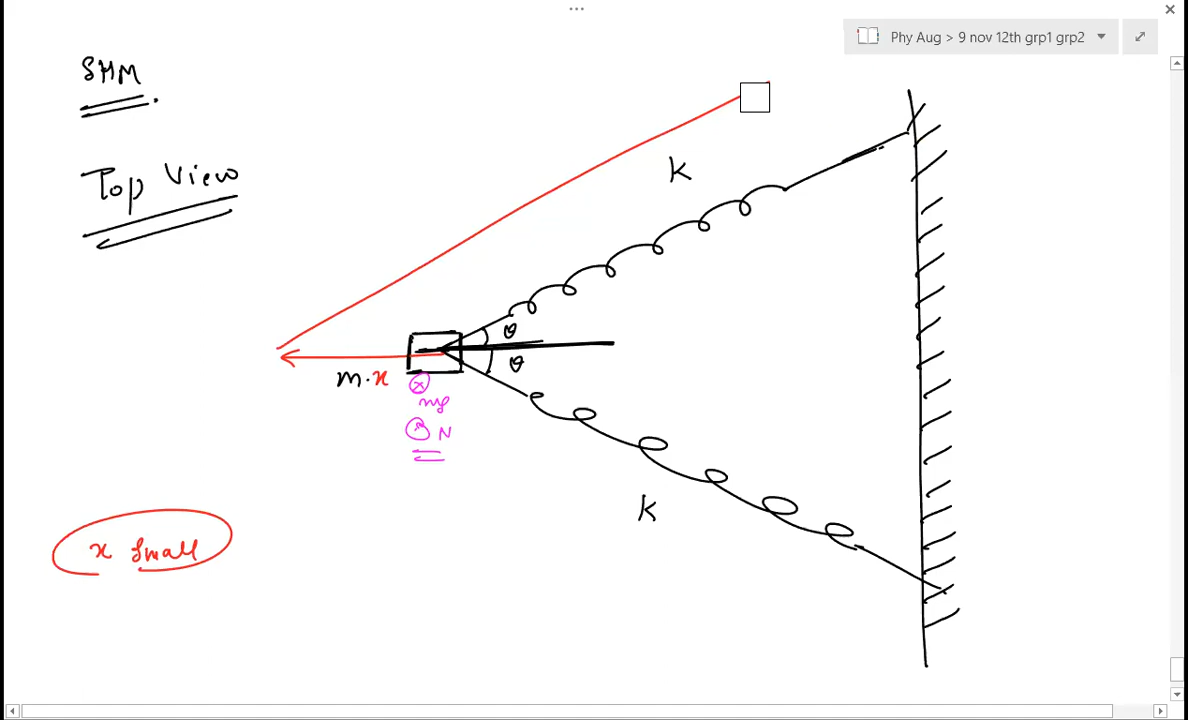 Phy Aug > 9 nov 12th grp1 grp2
SHM
Top View
k
θ
θ
m.x
mg
N
k
x small